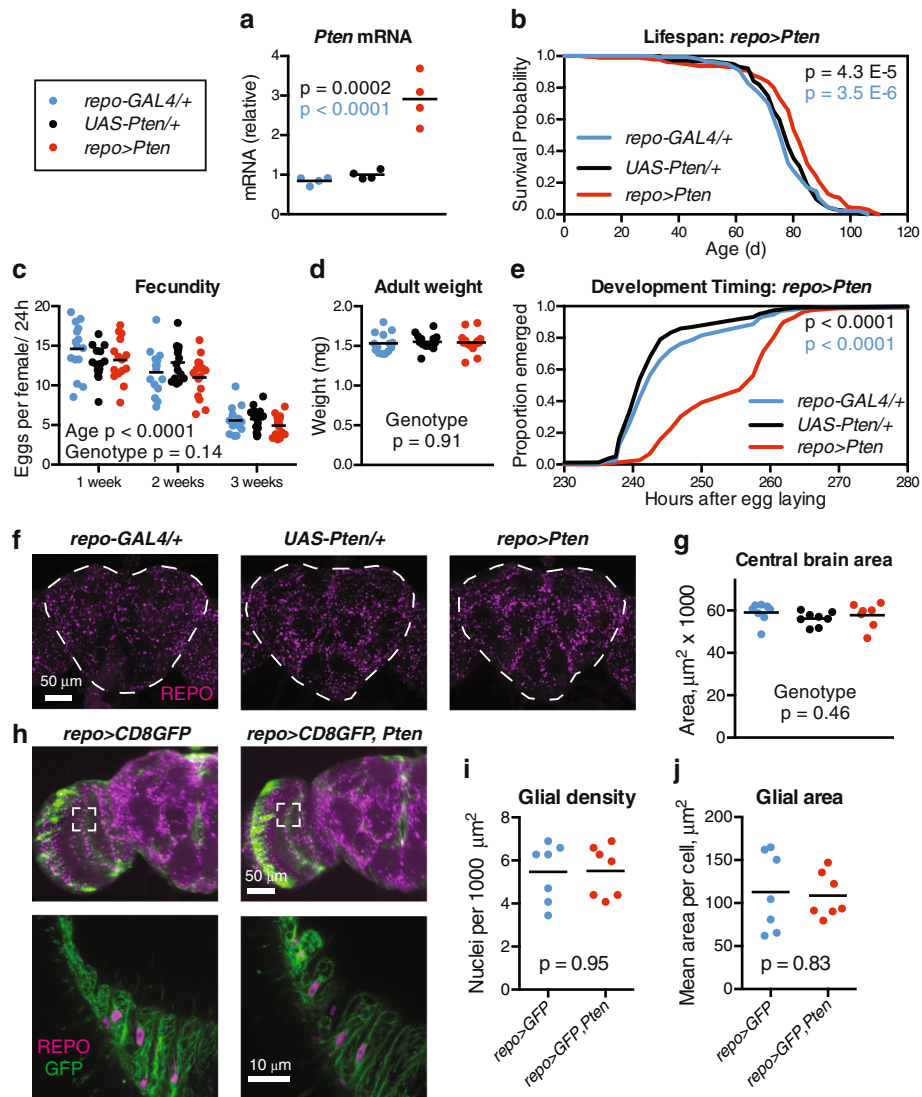 repo-GAL4/+
UAS-Pten/+
repo>Pten
a
Pten mRNA
mRNA (relative)
4
3
2
1
0
p = 0.0002
p < 0.0001
b
Lifespan: repo>Pten
Survival Probability
1.0
0.8
0.6
0.4
0.2
0.0
p = 4.3 E-5
p = 3.5 E-6
repo-GAL4/+
UAS-Pten/+
repo>Pten
0 20 40 60 80 100 120
Age (d)
c
Fecundity
Eggs per female/ 24h
20
15
10
5
0
Age p < 0.0001
Genotype p = 0.14
1 week 2 weeks 3 weeks
d
Adult weight
Weight (mg)
2.0
1.5
1.0
0.5
0.0
Genotype
p = 0.91
e
Development Timing: repo>Pten
Proportion emerged
1.0
0.8
0.6
0.4
0.2
0.0
p < 0.0001
p < 0.0001
repo-GAL4/+
UAS-Pten/+
repo>Pten
230 240 250 260 270 280
Hours after egg laying
f
repo-GAL4/+
UAS-Pten/+
repo>Pten
50 μm
REPO
g
Central brain area
Area, μm² x 1000
60
40
20
0
Genotype
p = 0.46
h
repo>CD8GFP
repo>CD8GFP, Pten
50 μm
REPO
GFP
10 μm
i
Glial density
Nuclei per 1000 μm²
8
6
4
2
0
p = 0.95
repo>GFP
repo>GFP,Pten
j
Glial area
Mean area per cell, μm²
200
150
100
50
0
p = 0.83
repo>GFP
repo>GFP,Pten